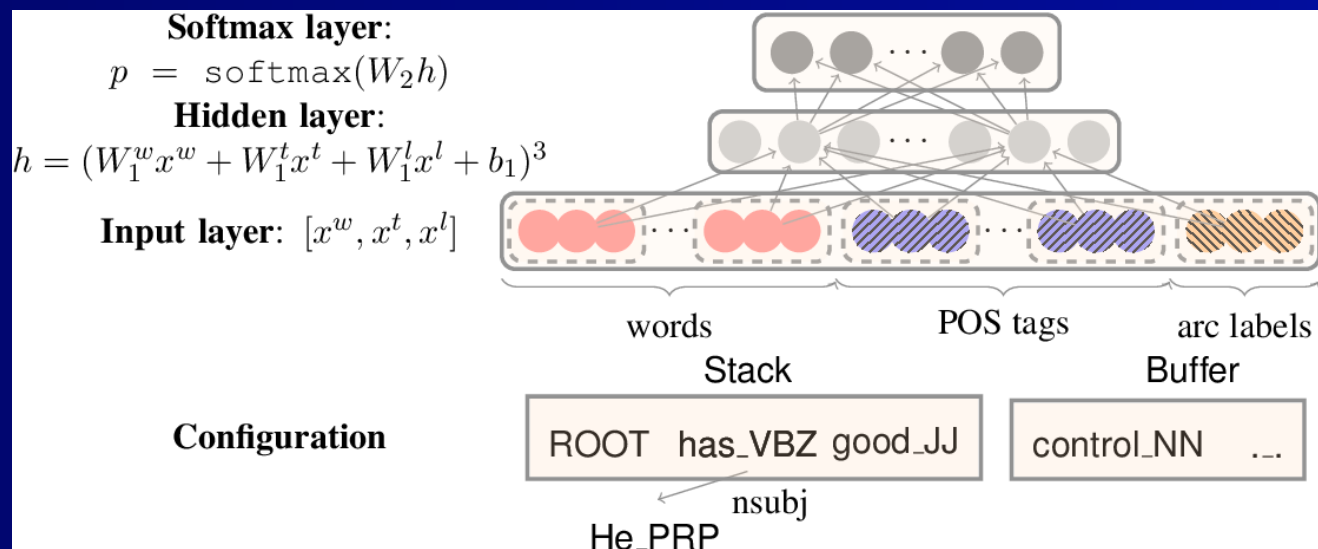 Softmax layer:
p = softmax(W₂h)
Hidden layer:
h = (W₁ʷxʷ + W₁ᵗxᵗ + W₁ˡxˡ + b₁)³
Input layer: [xʷ, xᵗ, xˡ]
··· 
···
··· ···
words POS tags arc labels
Stack Buffer
Configuration
ROOT has_VBZ good_JJ control_NN ._.
nsubj
He_PRP